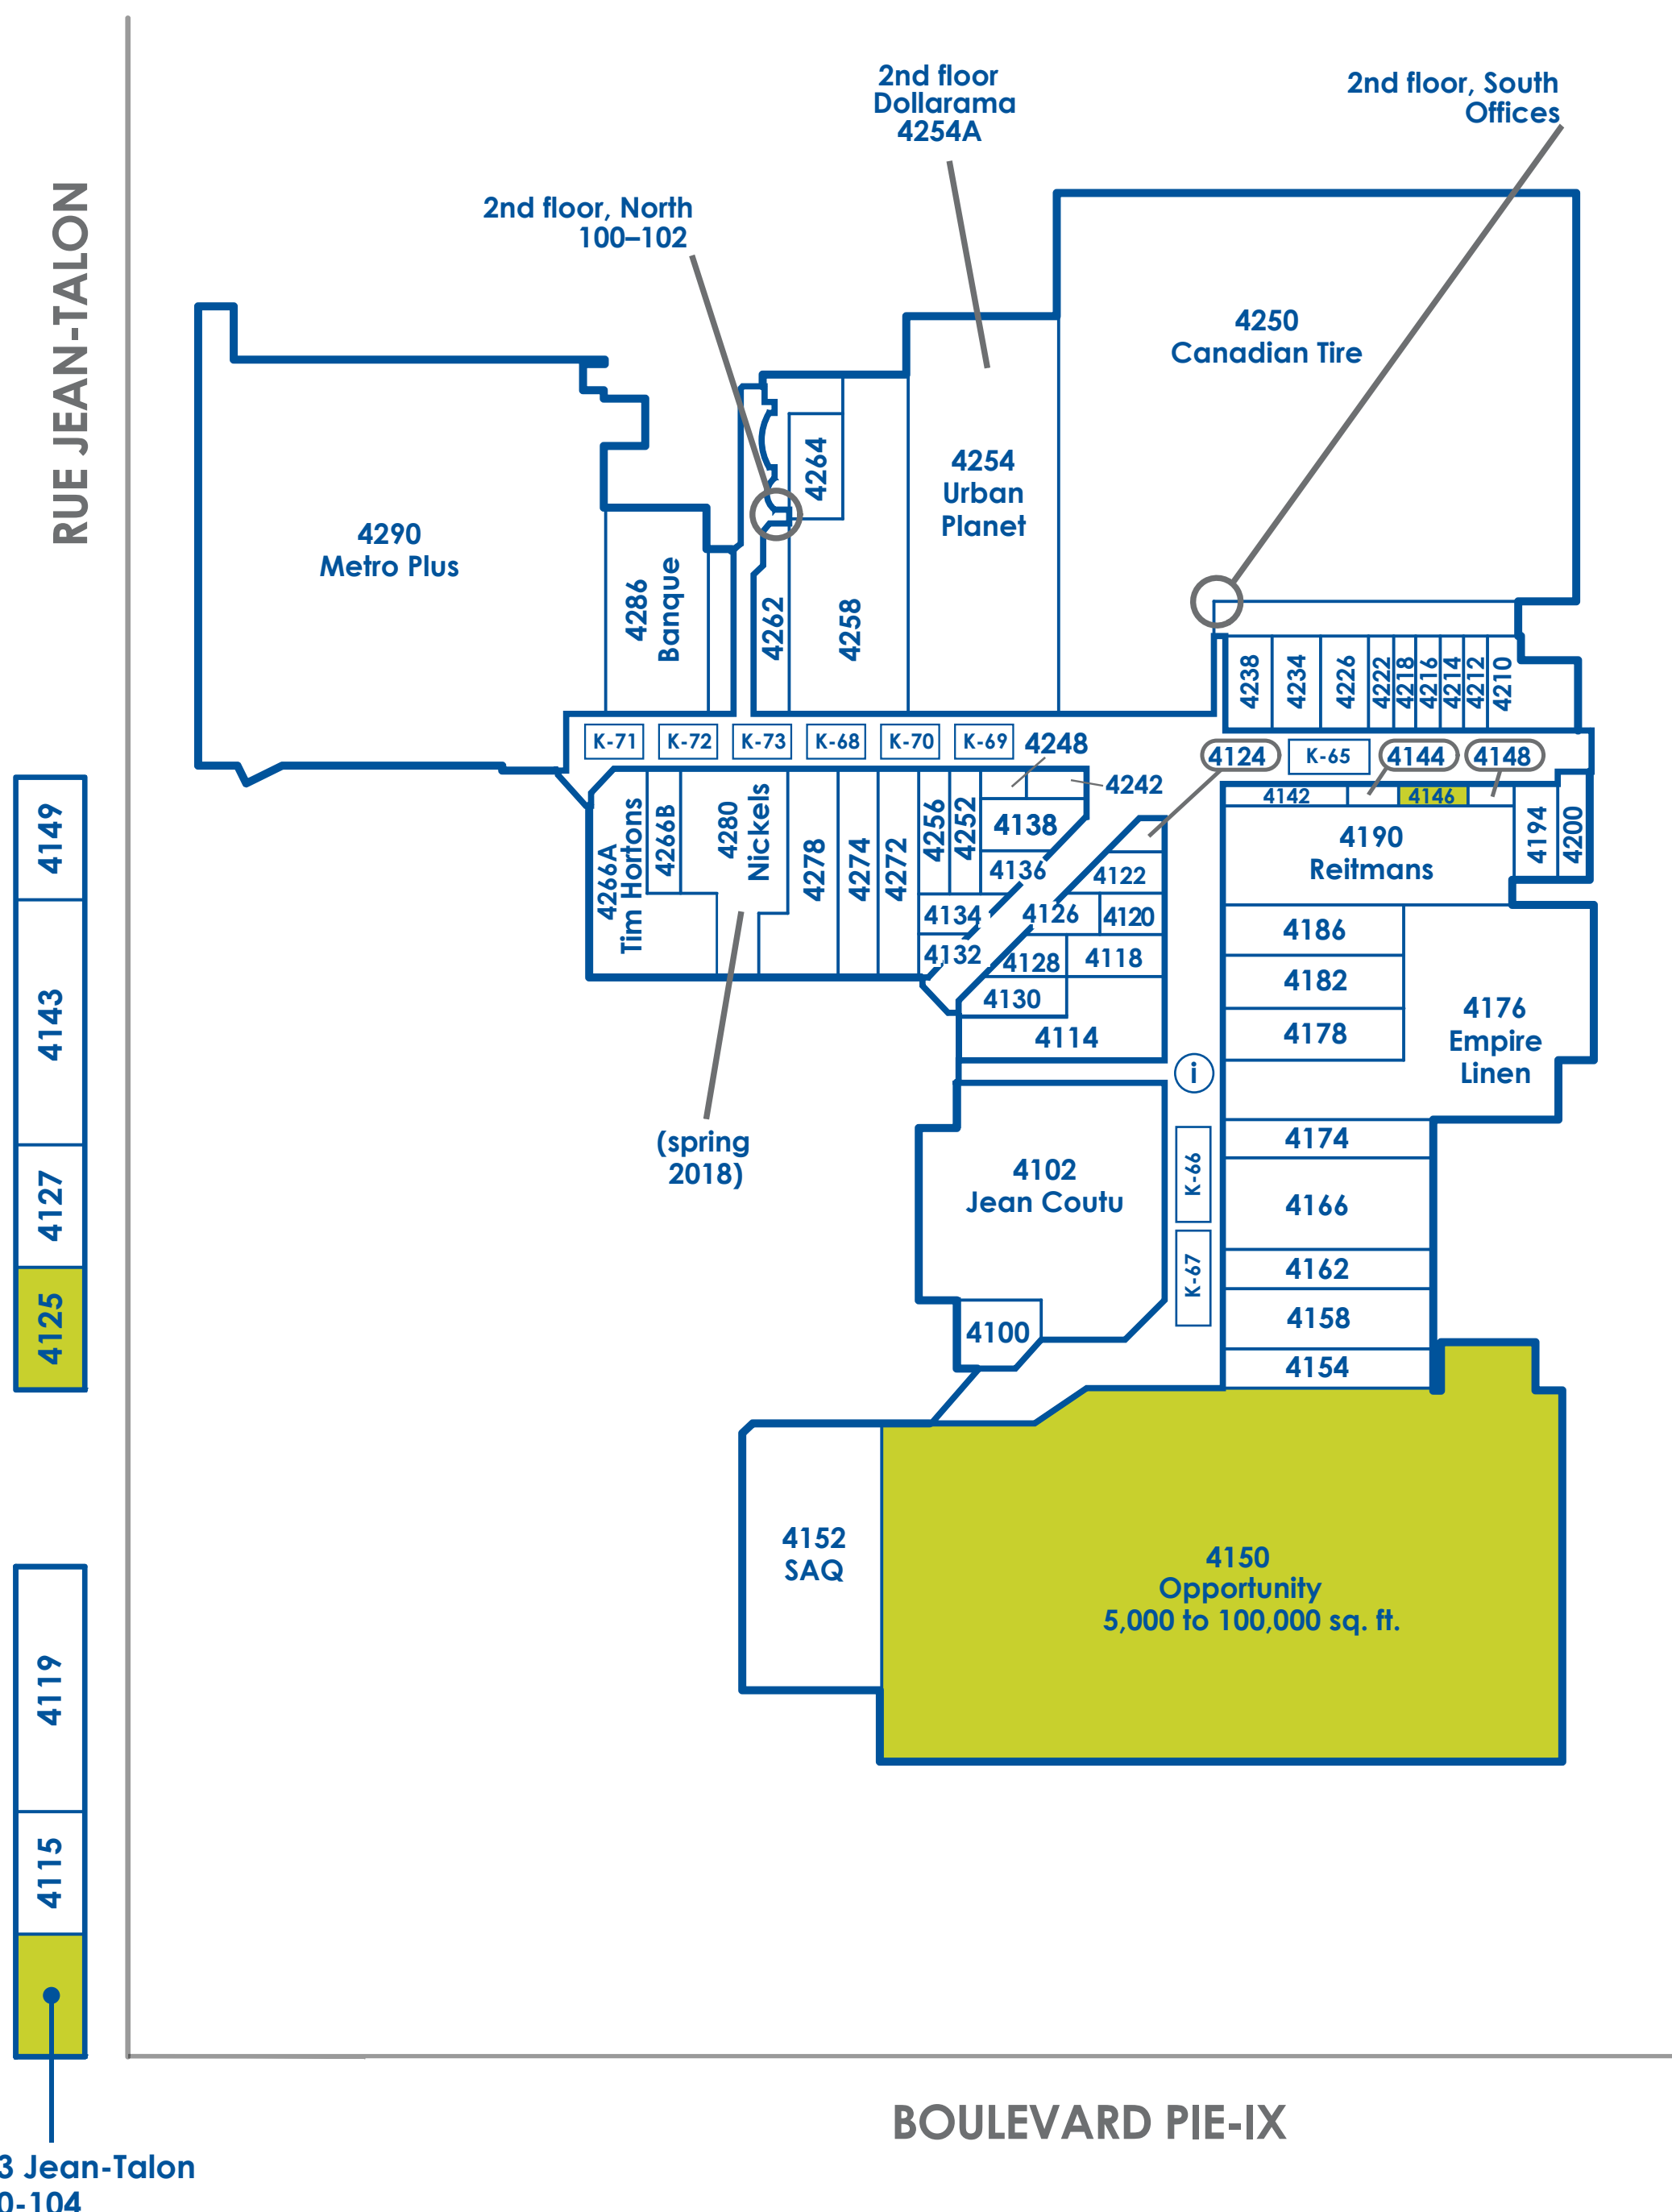 2nd floor
Dollarama
4254A
2nd floor, South
Offices
2nd floor, North
100–102
RUE JEAN-TALON
4250
Canadian Tire
4264
4254
Urban
Planet
4290
Metro Plus
4286
Banque
4262
4258
4238
4234
4226
4222
4218
4216
4214
4212
4210
K-71
K-72
K-73
K-68
K-70
K-69
4248
4242
4124
K-65
4144
4148
4142
4146
4149
4143
4127
4125
4266A
Tim Hortons
4266B
4280
Nickels
4278
4274
4272
4256
4252
4138
4136
4134
4132
4122
4126
4120
4128
4118
4130
4114
4190
Reitmans
4194
4200
4186
4182
4178
4176
Empire
Linen
i
(spring
2018)
4102
Jean Coutu
K-66
K-67
4174
4166
4162
4158
4154
4100
4152
SAQ
4150
Opportunity
5,000 to 100,000 sq. ft.
4119
4115
BOULEVARD PIE-IX
3 Jean-Talon
0-104